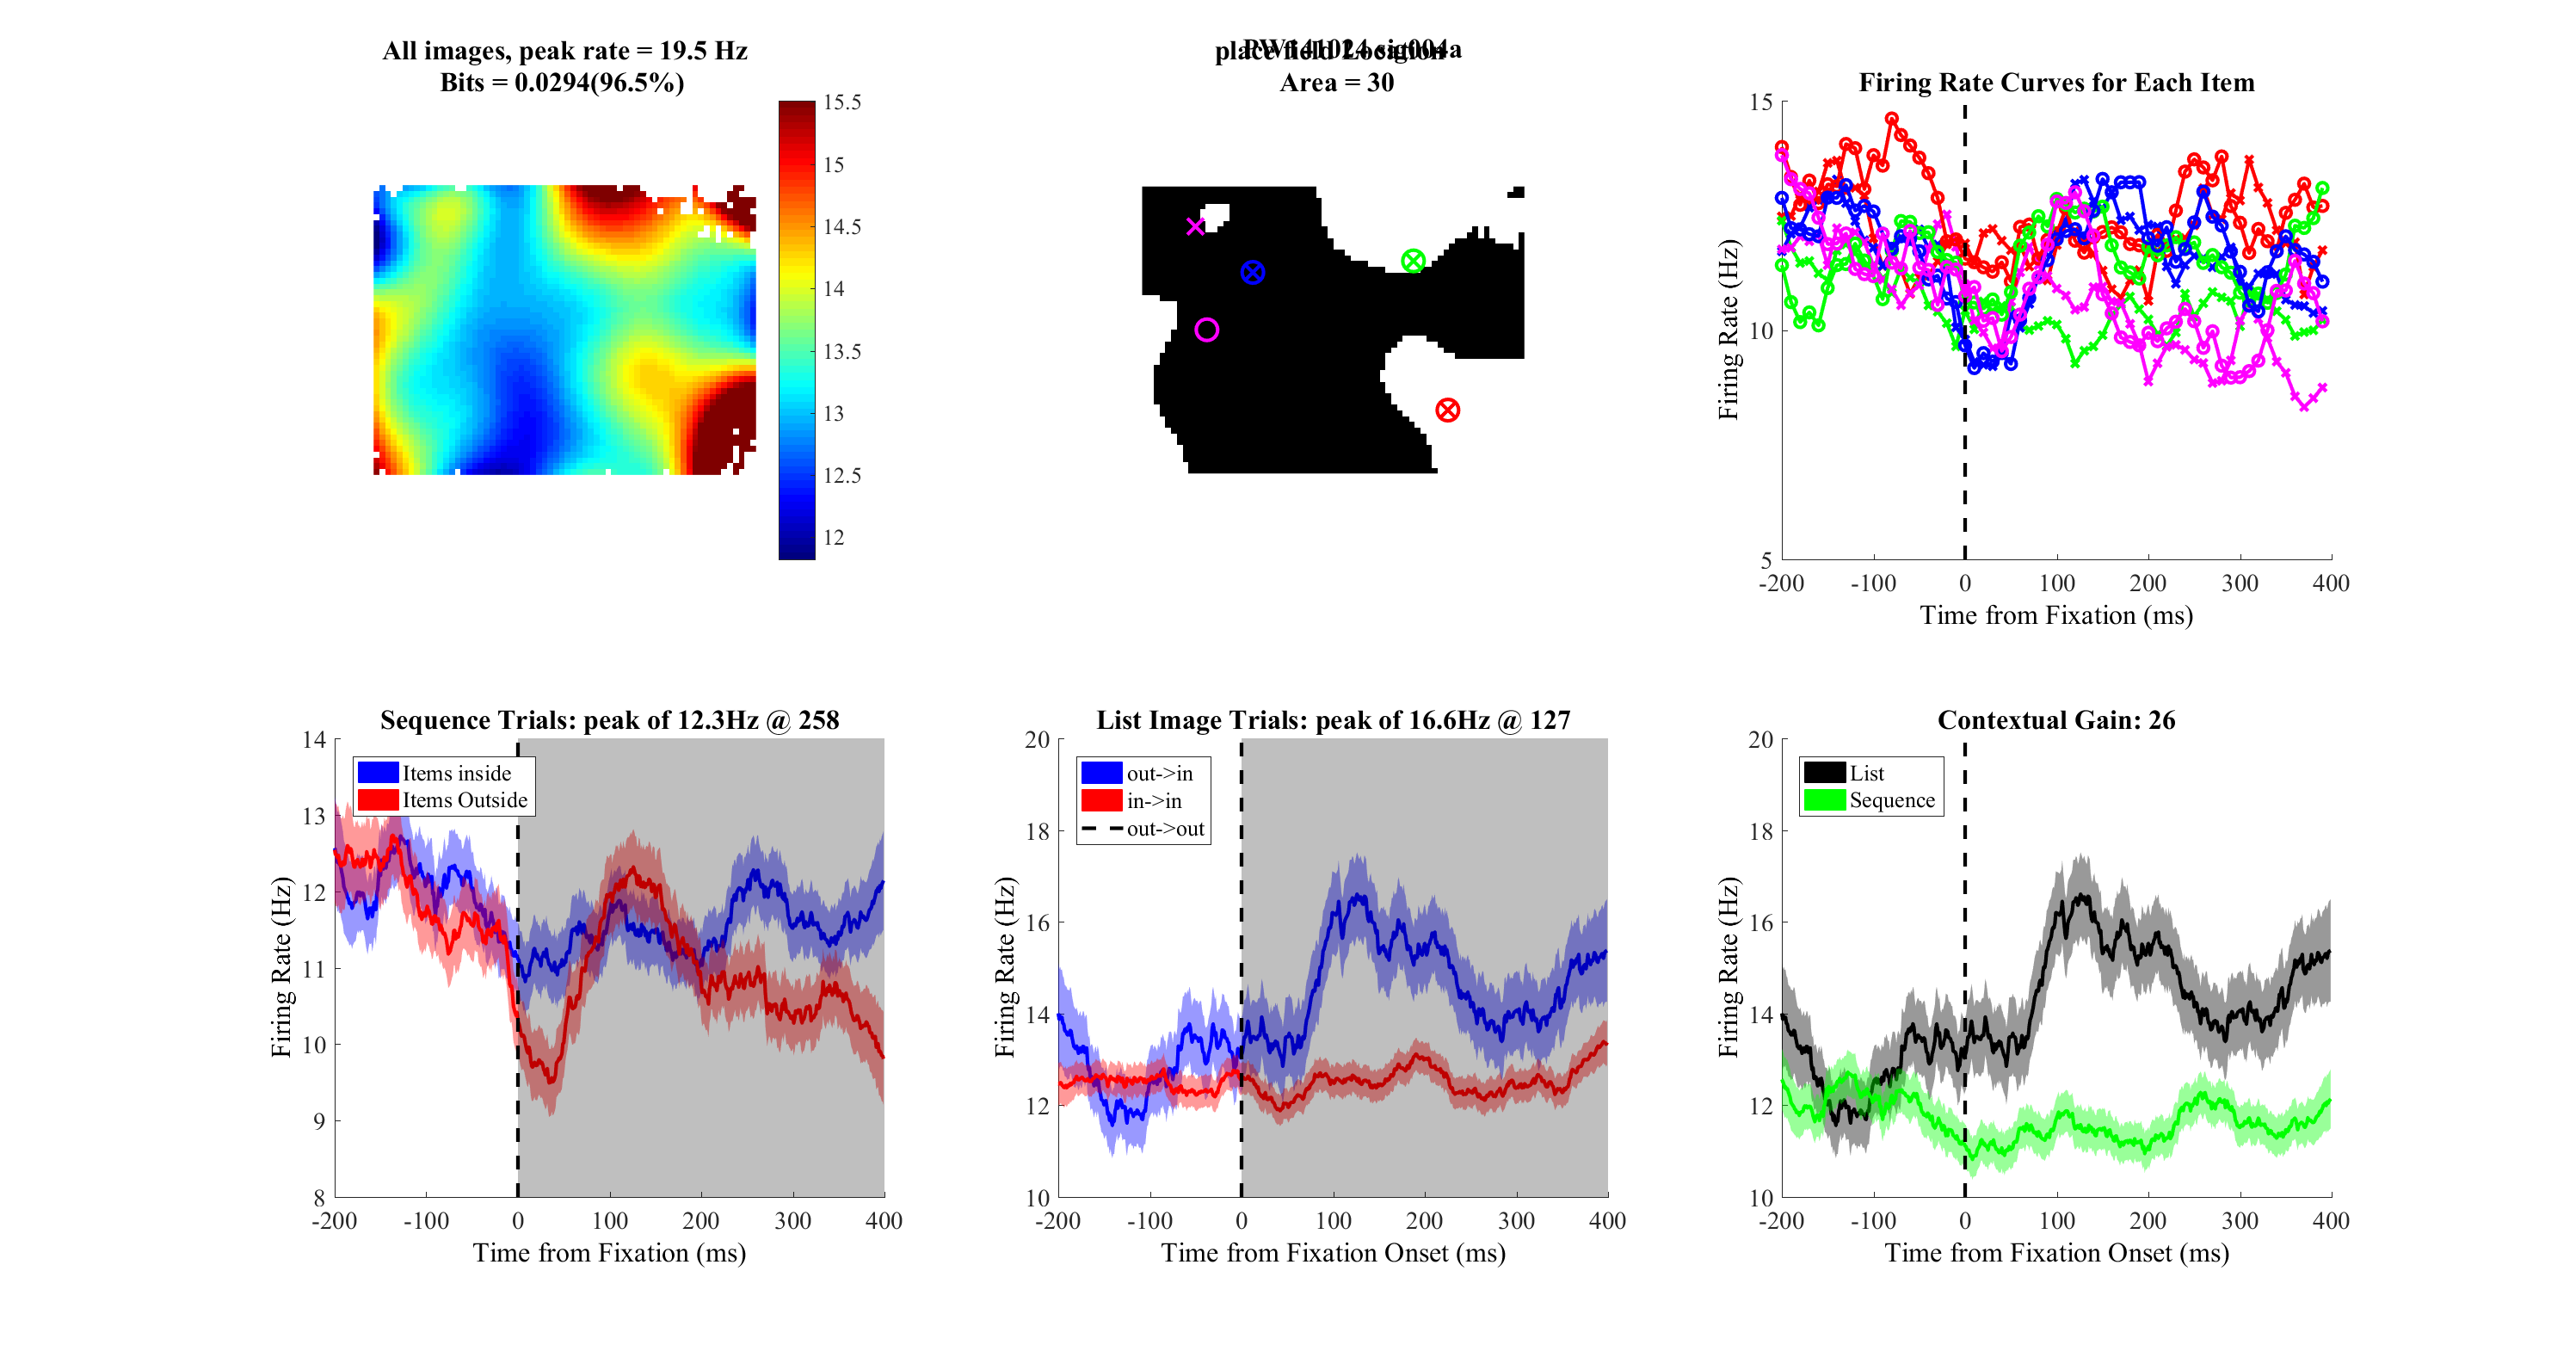 All images, peak rate = 19.5 Hz
Bits = 0.0294(96.5%)
15.5
15
14.5
14
13.5
13
12.5
12
place field Location
Area = 30
Firing Rate Curves for Each Item
Firing Rate (Hz)
15
10
5
-200 -100 0 100 200 300 400
Time from Fixation (ms)
Sequence Trials: peak of 12.3Hz @ 258
Items inside
Items Outside
Firing Rate (Hz)
14
13
12
11
10
9
8
-200 -100 0 100 200 300 400
Time from Fixation (ms)
List Image Trials: peak of 16.6Hz @ 127
out->in
in->in
out->out
Firing Rate (Hz)
20
18
16
14
12
10
-200 -100 0 100 200 300 400
Time from Fixation Onset (ms)
Contextual Gain: 26
List
Sequence
Firing Rate (Hz)
20
18
16
14
12
10
-200 -100 0 100 200 300 400
Time from Fixation Onset (ms)